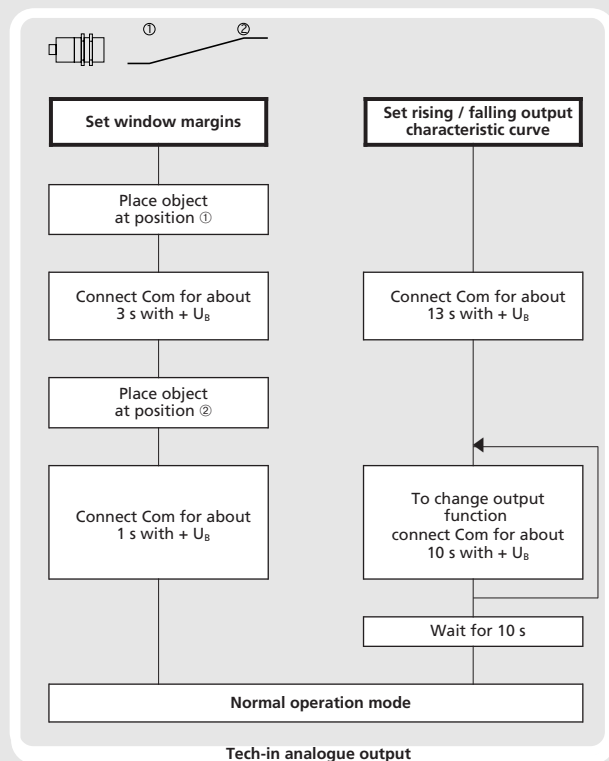 ① ②
Set window margins
Place object
at position ①
Connect Com for about
3 s with + UB
Place object
at position ②
Connect Com for about
1 s with + UB
Set rising / falling output
characteristic curve
Connect Com for about
13 s with + UB
To change output
function
connect Com for about
10 s with + UB
Wait for 10 s
Normal operation mode
Tech-in analogue output